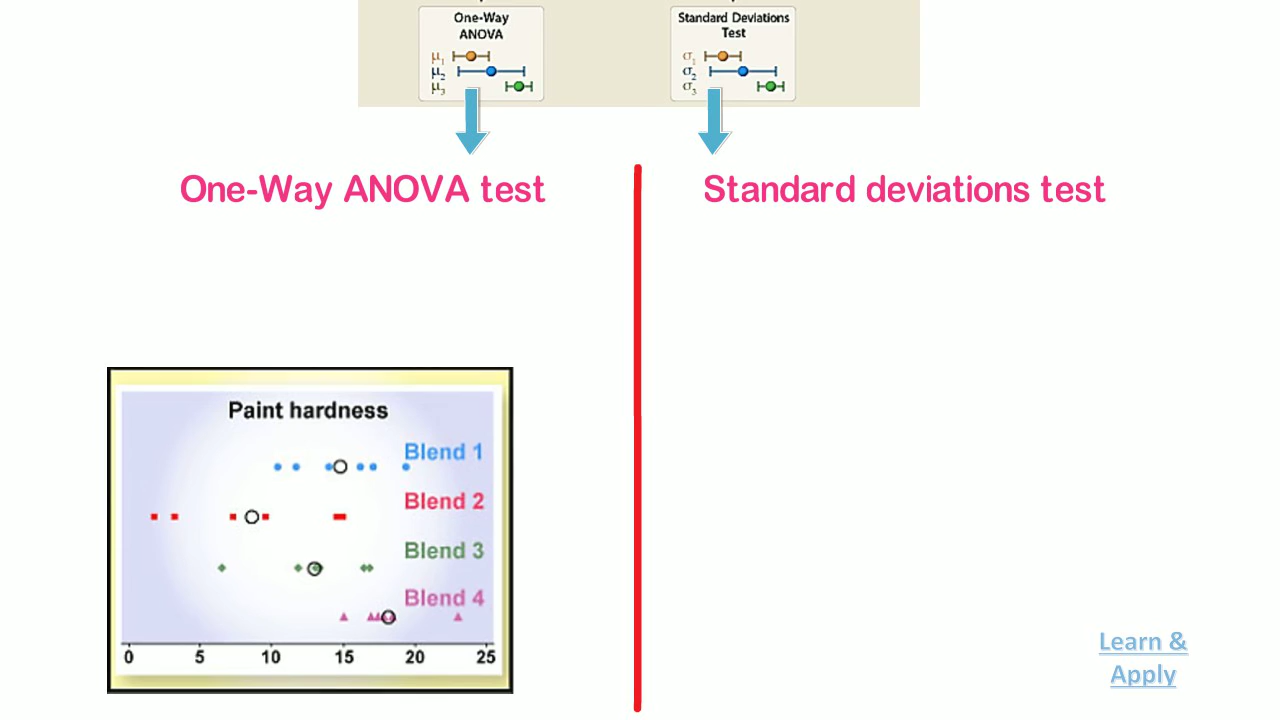 One-Way
ANOVA
μ1
μ2
μ3
Standard Deviations
Test
σ1
σ2
σ3
One-Way ANOVA test
Standard deviations test
Paint hardness
Blend 1
Blend 2
Blend 3
Blend 4
0 5 10 15 20 25
Learn &
Apply